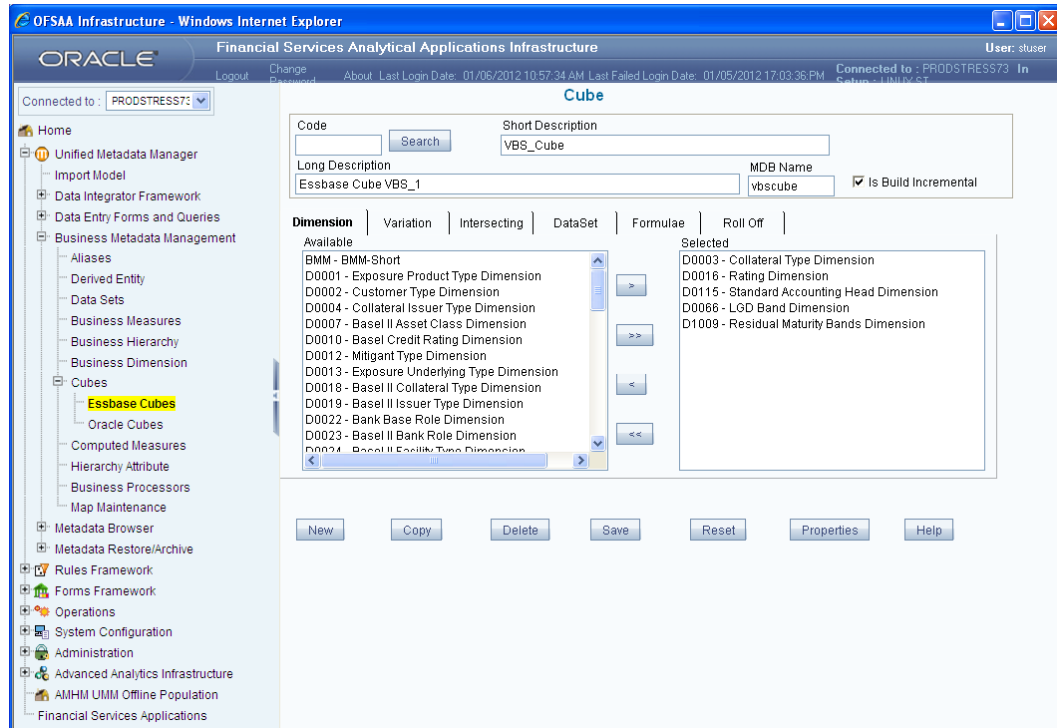 OFSAA Infrastructure - Windows Internet Explorer
ORACLE
Financial Services Analytical Applications Infrastructure
User: stuser
Logout
Change Password
About Last Login Date: 01/06/2012 10:57:34 AM Last Failed Login Date: 01/05/2012 17:03:36 PM
Connected to : PRODSTRESS73 In
Setup : LINUX ST
Connected to : PRODSTRESS73
Home
Unified Metadata Manager
Import Model
Data Integrator Framework
Data Entry Forms and Queries
Business Metadata Management
Aliases
Derived Entity
Data Sets
Business Measures
Business Hierarchy
Business Dimension
Cubes
Essbase Cubes
Oracle Cubes
Computed Measures
Hierarchy Attribute
Business Processors
Map Maintenance
Metadata Browser
Metadata Restore/Archive
Rules Framework
Forms Framework
Operations
System Configuration
Administration
Advanced Analytics Infrastructure
AMHM UMM Offline Population
Financial Services Applications
Cube
Code
Search
Short Description
VBS_Cube
Long Description
Essbase Cube VBS_1
MDB Name
vbscube
Is Build Incremental
Dimension Variation Intersecting DataSet Formulae Roll Off
Available
BMM - BMM-Short
D0001 - Exposure Product Type Dimension
D0002 - Customer Type Dimension
D0004 - Collateral Issuer Type Dimension
D0007 - Basel II Asset Class Dimension
D0010 - Basel Credit Rating Dimension
D0012 - Mitigant Type Dimension
D0013 - Exposure Underlying Type Dimension
D0018 - Basel II Collateral Type Dimension
D0019 - Basel II Issuer Type Dimension
D0022 - Bank Base Role Dimension
D0023 - Basel II Bank Role Dimension
D0024 - Basel II Facility Type Dimension
>
>>
<
<<
Selected
D0003 - Collateral Type Dimension
D0016 - Rating Dimension
D0115 - Standard Accounting Head Dimension
D0066 - LGD Band Dimension
D1009 - Residual Maturity Bands Dimension
New Copy Delete Save Reset Properties Help